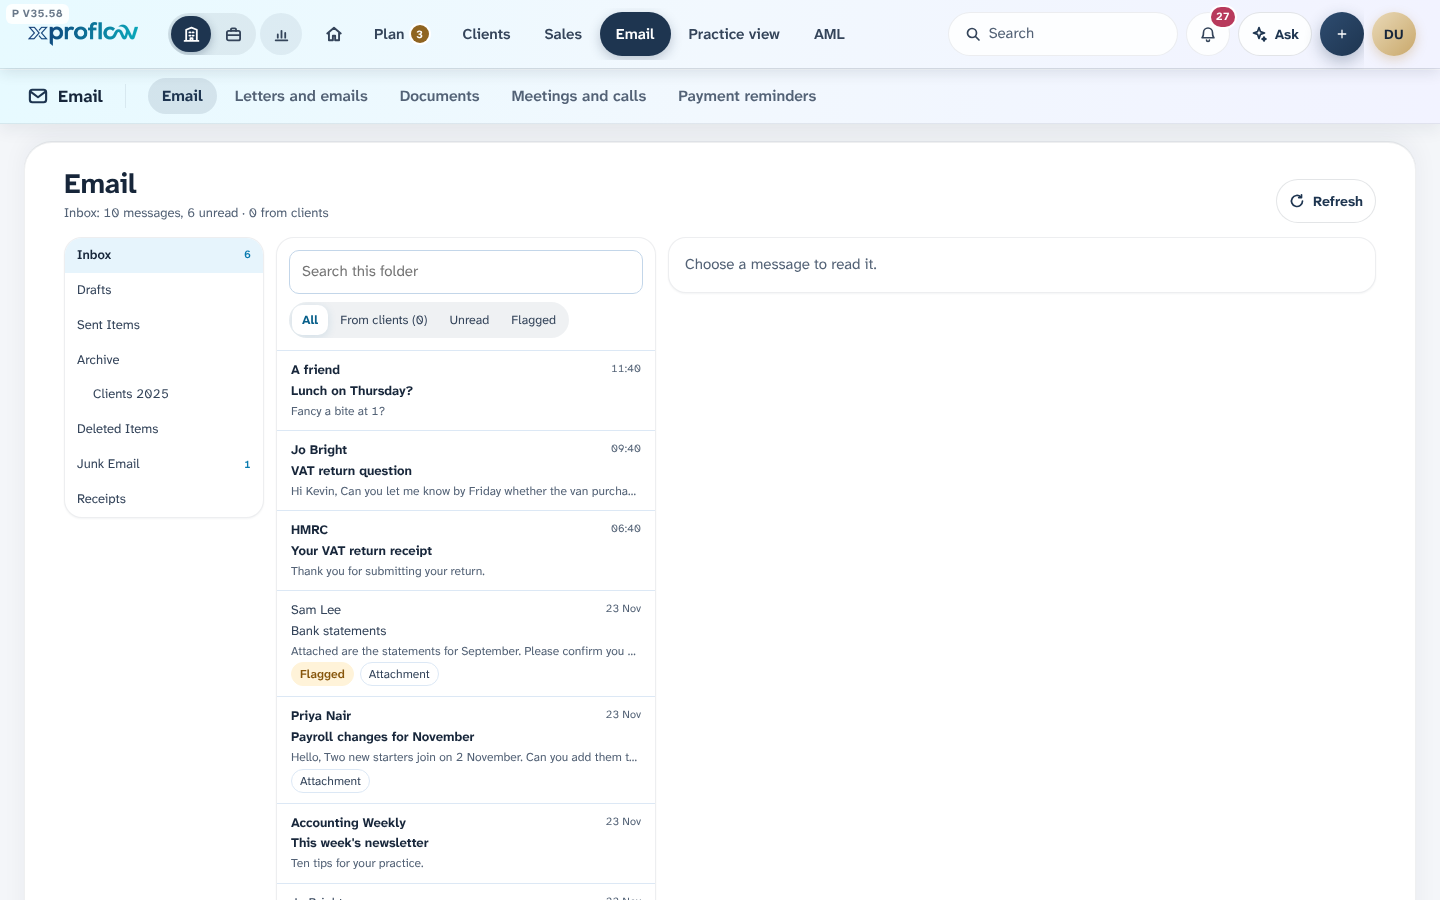 P V35.58
xproflow
Plan 3
Clients
Sales
Email
Practice view
AML
Search
27
Ask
+
DU
Email
Email
Letters and emails
Documents
Meetings and calls
Payment reminders
Email
Inbox: 10 messages, 6 unread · 0 from clients
Refresh
Inbox 6
Drafts
Sent Items
Archive
Clients 2025
Deleted Items
Junk Email 1
Receipts
Search this folder
All
From clients (0)
Unread
Flagged
A friend 11:40
Lunch on Thursday?
Fancy a bite at 1?
Jo Bright 09:40
VAT return question
Hi Kevin, Can you let me know by Friday whether the van purcha...
HMRC 06:40
Your VAT return receipt
Thank you for submitting your return.
Sam Lee 23 Nov
Bank statements
Attached are the statements for September. Please confirm you ...
Flagged
Attachment
Priya Nair 23 Nov
Payroll changes for November
Hello, Two new starters join on 2 November. Can you add them t...
Attachment
Accounting Weekly 23 Nov
This week's newsletter
Ten tips for your practice.
Choose a message to read it.